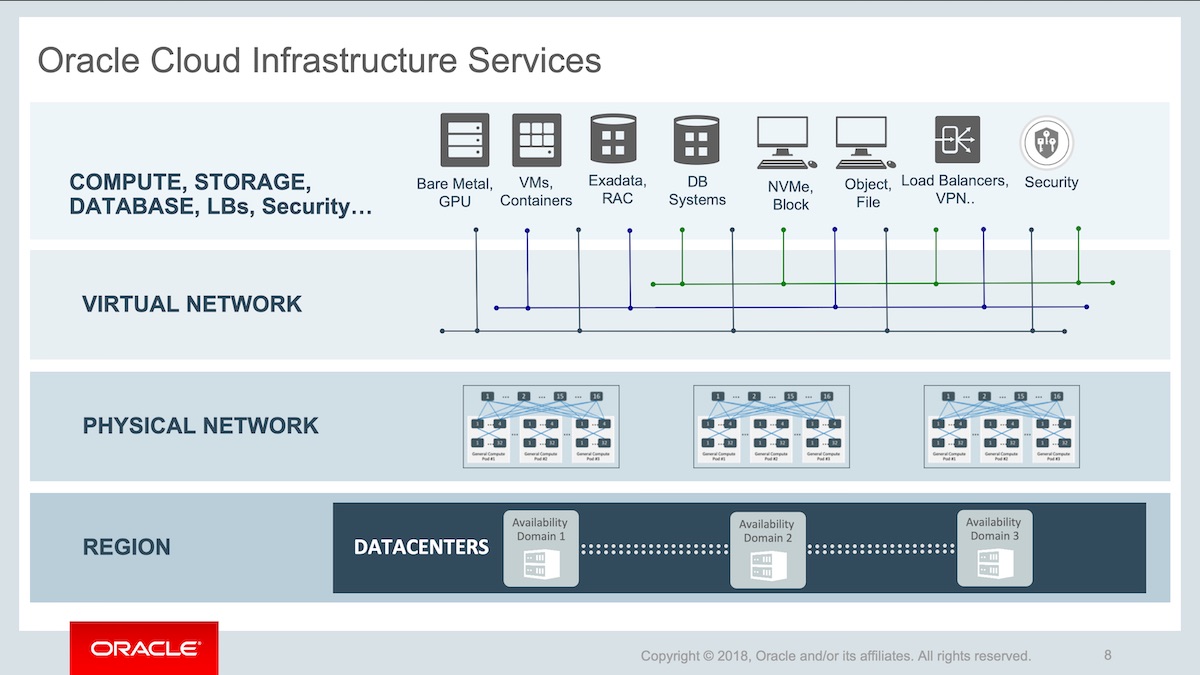 Oracle Cloud Infrastructure Services
COMPUTE, STORAGE,
DATABASE, LBs, Security...
Bare Metal,
GPU
VMs,
Containers
Exadata,
RAC
DB
Systems
NVMe,
Block
Object,
File
Load Balancers,
VPN..
Security
VIRTUAL NETWORK
PHYSICAL NETWORK
1 ... 2 ... 15 ... 16
1 ... 4 1 ... 4 1 ... 4
1 ... 32 1 ... 32 1 ... 32
General Compute
Pod #1
General Compute
Pod #2
General Compute
Pod #3
1 ... 2 ... 15 ... 16
1 ... 4 1 ... 4 1 ... 4
1 ... 32 1 ... 32 1 ... 32
General Compute
Pod #1
General Compute
Pod #2
General Compute
Pod #3
1 ... 2 ... 15 ... 16
1 ... 4 1 ... 4 1 ... 4
1 ... 32 1 ... 32 1 ... 32
General Compute
Pod #1
General Compute
Pod #2
General Compute
Pod #3
REGION
DATACENTERS
Availability
Domain 1
Availability
Domain 2
Availability
Domain 3
ORACLE®
Copyright © 2018, Oracle and/or its affiliates. All rights reserved.
8